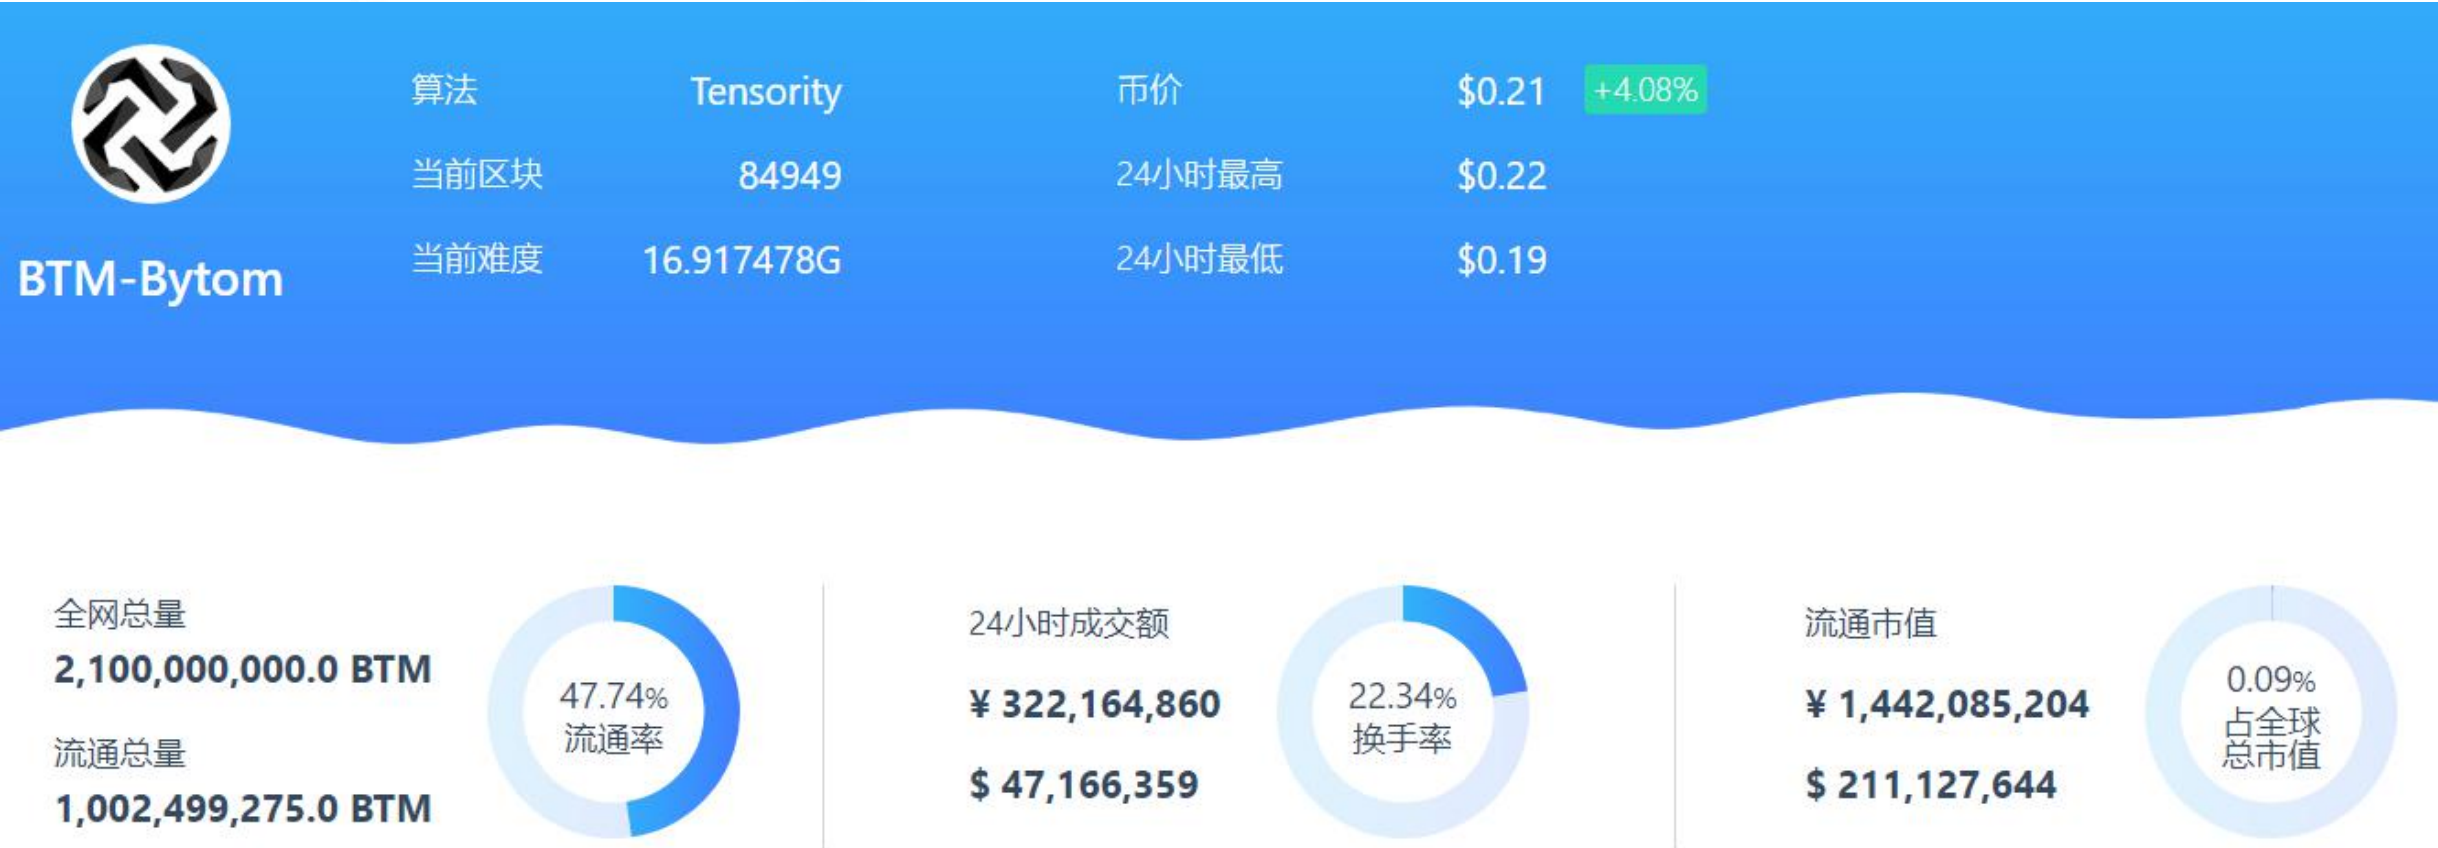 BTM-Bytom
算法 Tensority
当前区块 84949
当前难度 16.917478G
币价 $0.21 +4.08%
24小时最高 $0.22
24小时最低 $0.19
全网总量
2,100,000,000.0 BTM
流通总量
1,002,499,275.0 BTM
47.74%
流通率
24小时成交额
¥ 322,164,860
$ 47,166,359
22.34%
换手率
流通市值
¥ 1,442,085,204
$ 211,127,644
0.09%
占全球
总市值